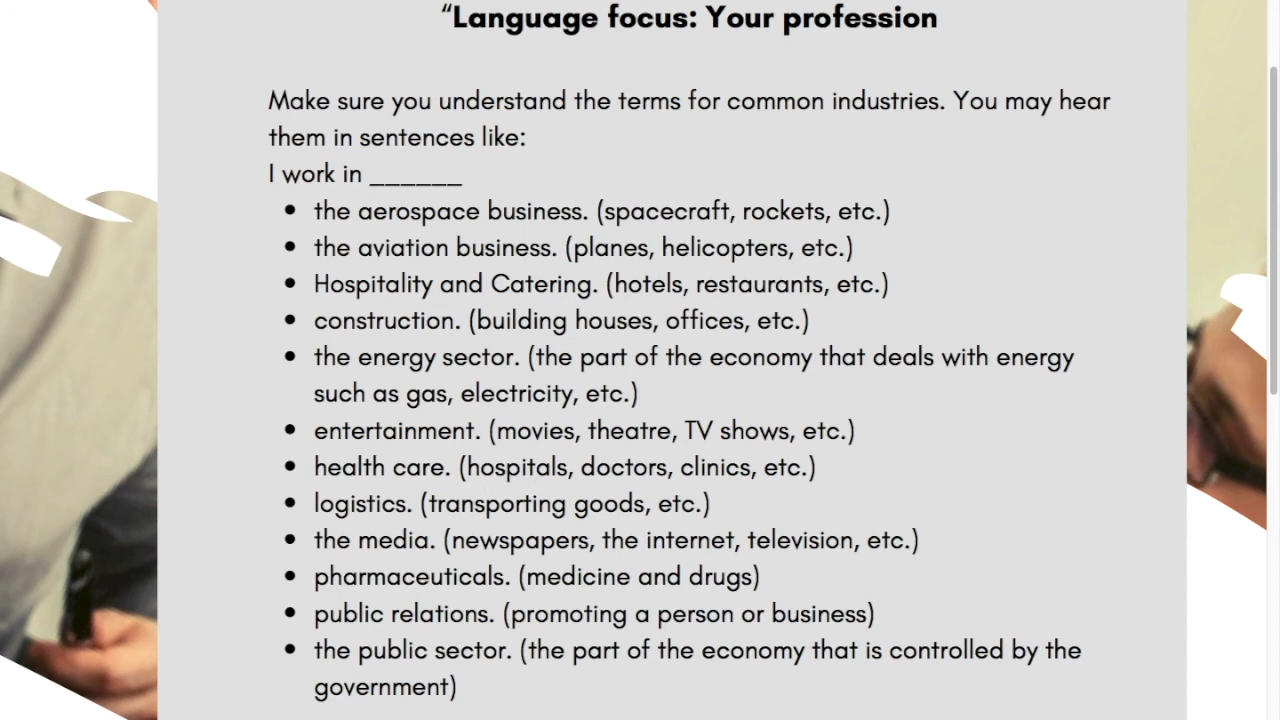 “Language focus: Your profession
Make sure you understand the terms for common industries. You may hear
them in sentences like:
I work in ______
• the aerospace business. (spacecraft, rockets, etc.)
• the aviation business. (planes, helicopters, etc.)
• Hospitality and Catering. (hotels, restaurants, etc.)
• construction. (building houses, offices, etc.)
• the energy sector. (the part of the economy that deals with energy
such as gas, electricity, etc.)
• entertainment. (movies, theatre, TV shows, etc.)
• health care. (hospitals, doctors, clinics, etc.)
• logistics. (transporting goods, etc.)
• the media. (newspapers, the internet, television, etc.)
• pharmaceuticals. (medicine and drugs)
• public relations. (promoting a person or business)
• the public sector. (the part of the economy that is controlled by the
government)